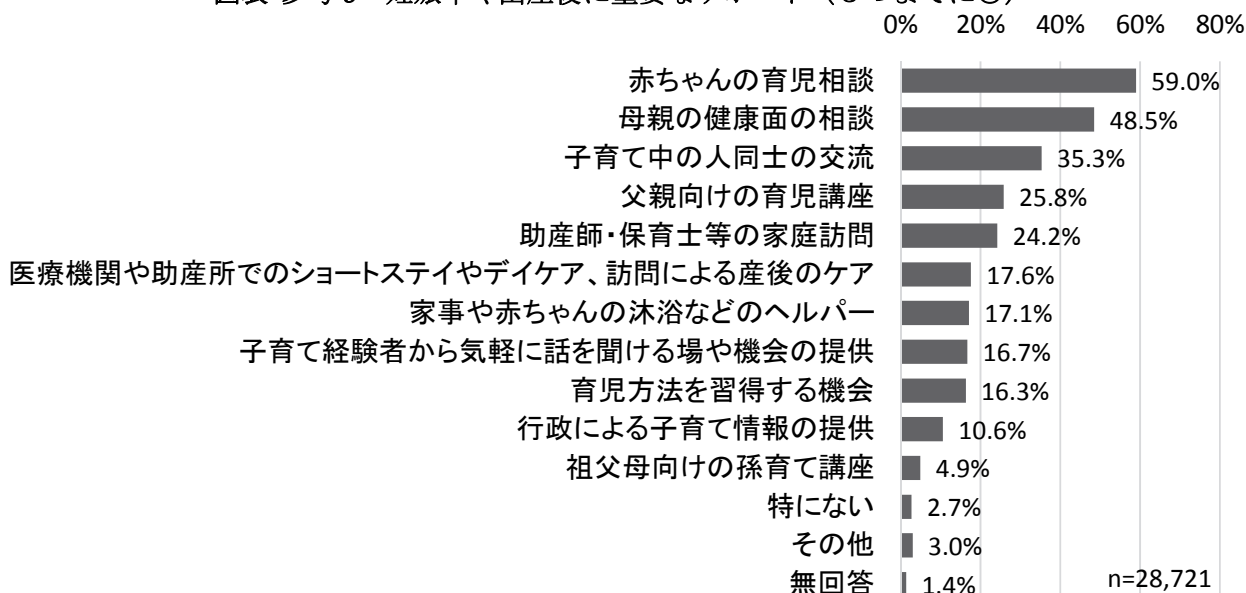 0% 20% 40% 60% 80%
赤ちゃんの育児相談 59.0%
母親の健康面の相談 48.5%
子育て中の人同士の交流 35.3%
父親向けの育児講座 25.8%
助産師・保育士等の家庭訪問 24.2%
医療機関や助産所でのショートステイやデイケア、訪問による産後のケア 17.6%
家事や赤ちゃんの沐浴などのヘルパー 17.1%
子育て経験者から気軽に話を聞ける場や機会の提供 16.7%
育児方法を習得する機会 16.3%
行政による子育て情報の提供 10.6%
祖父母向けの孫育て講座 4.9%
特にない 2.7%
その他 3.0%
無回答 1.4%
n=28,721